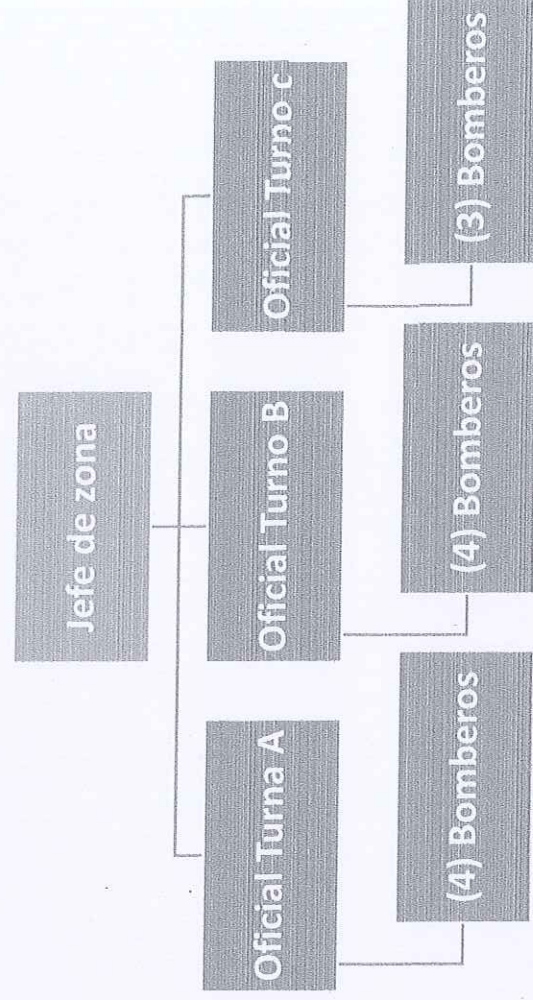 Jefe de zona
Oficial Turna A
Oficial Turno B
Oficial Turno c
(4) Bomberos
(4) Bomberos
(3) Bomberos